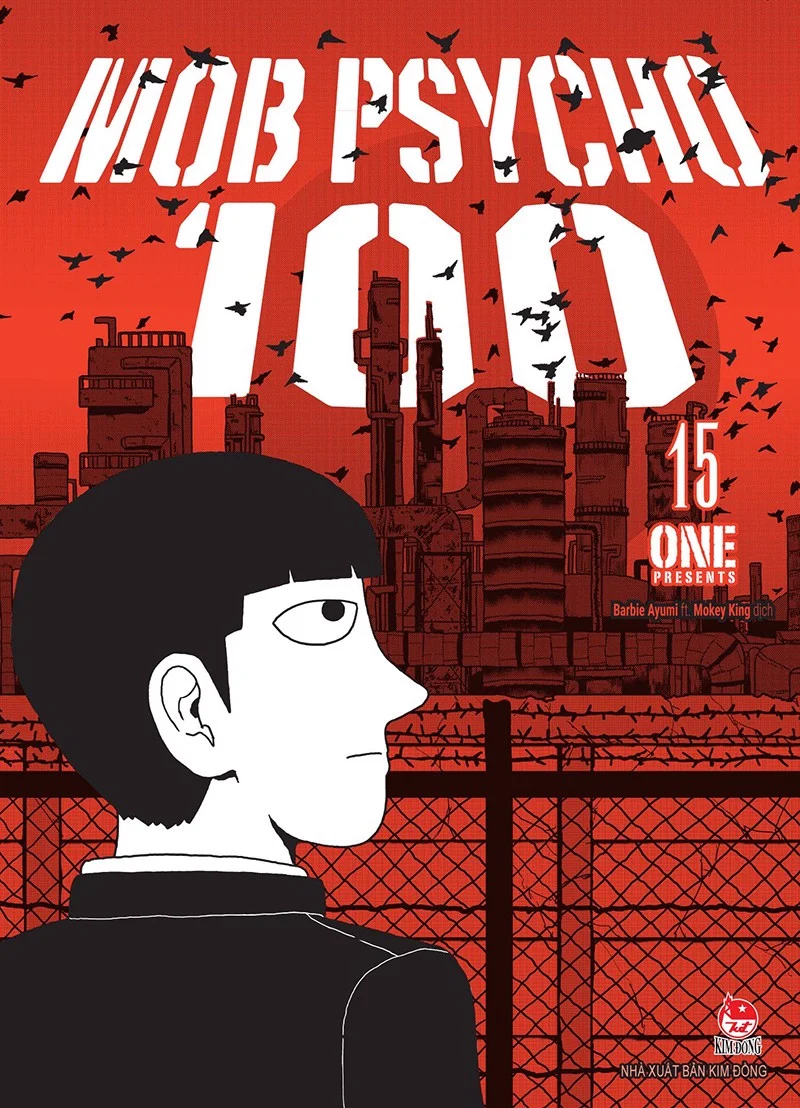 MOB PSYCHO
100
15
ONE
PRESENTS
Barbie Ayumi ft. Mokey King dịch
KIM ĐỒNG
NHÀ XUẤT BẢN KIM ĐỒNG